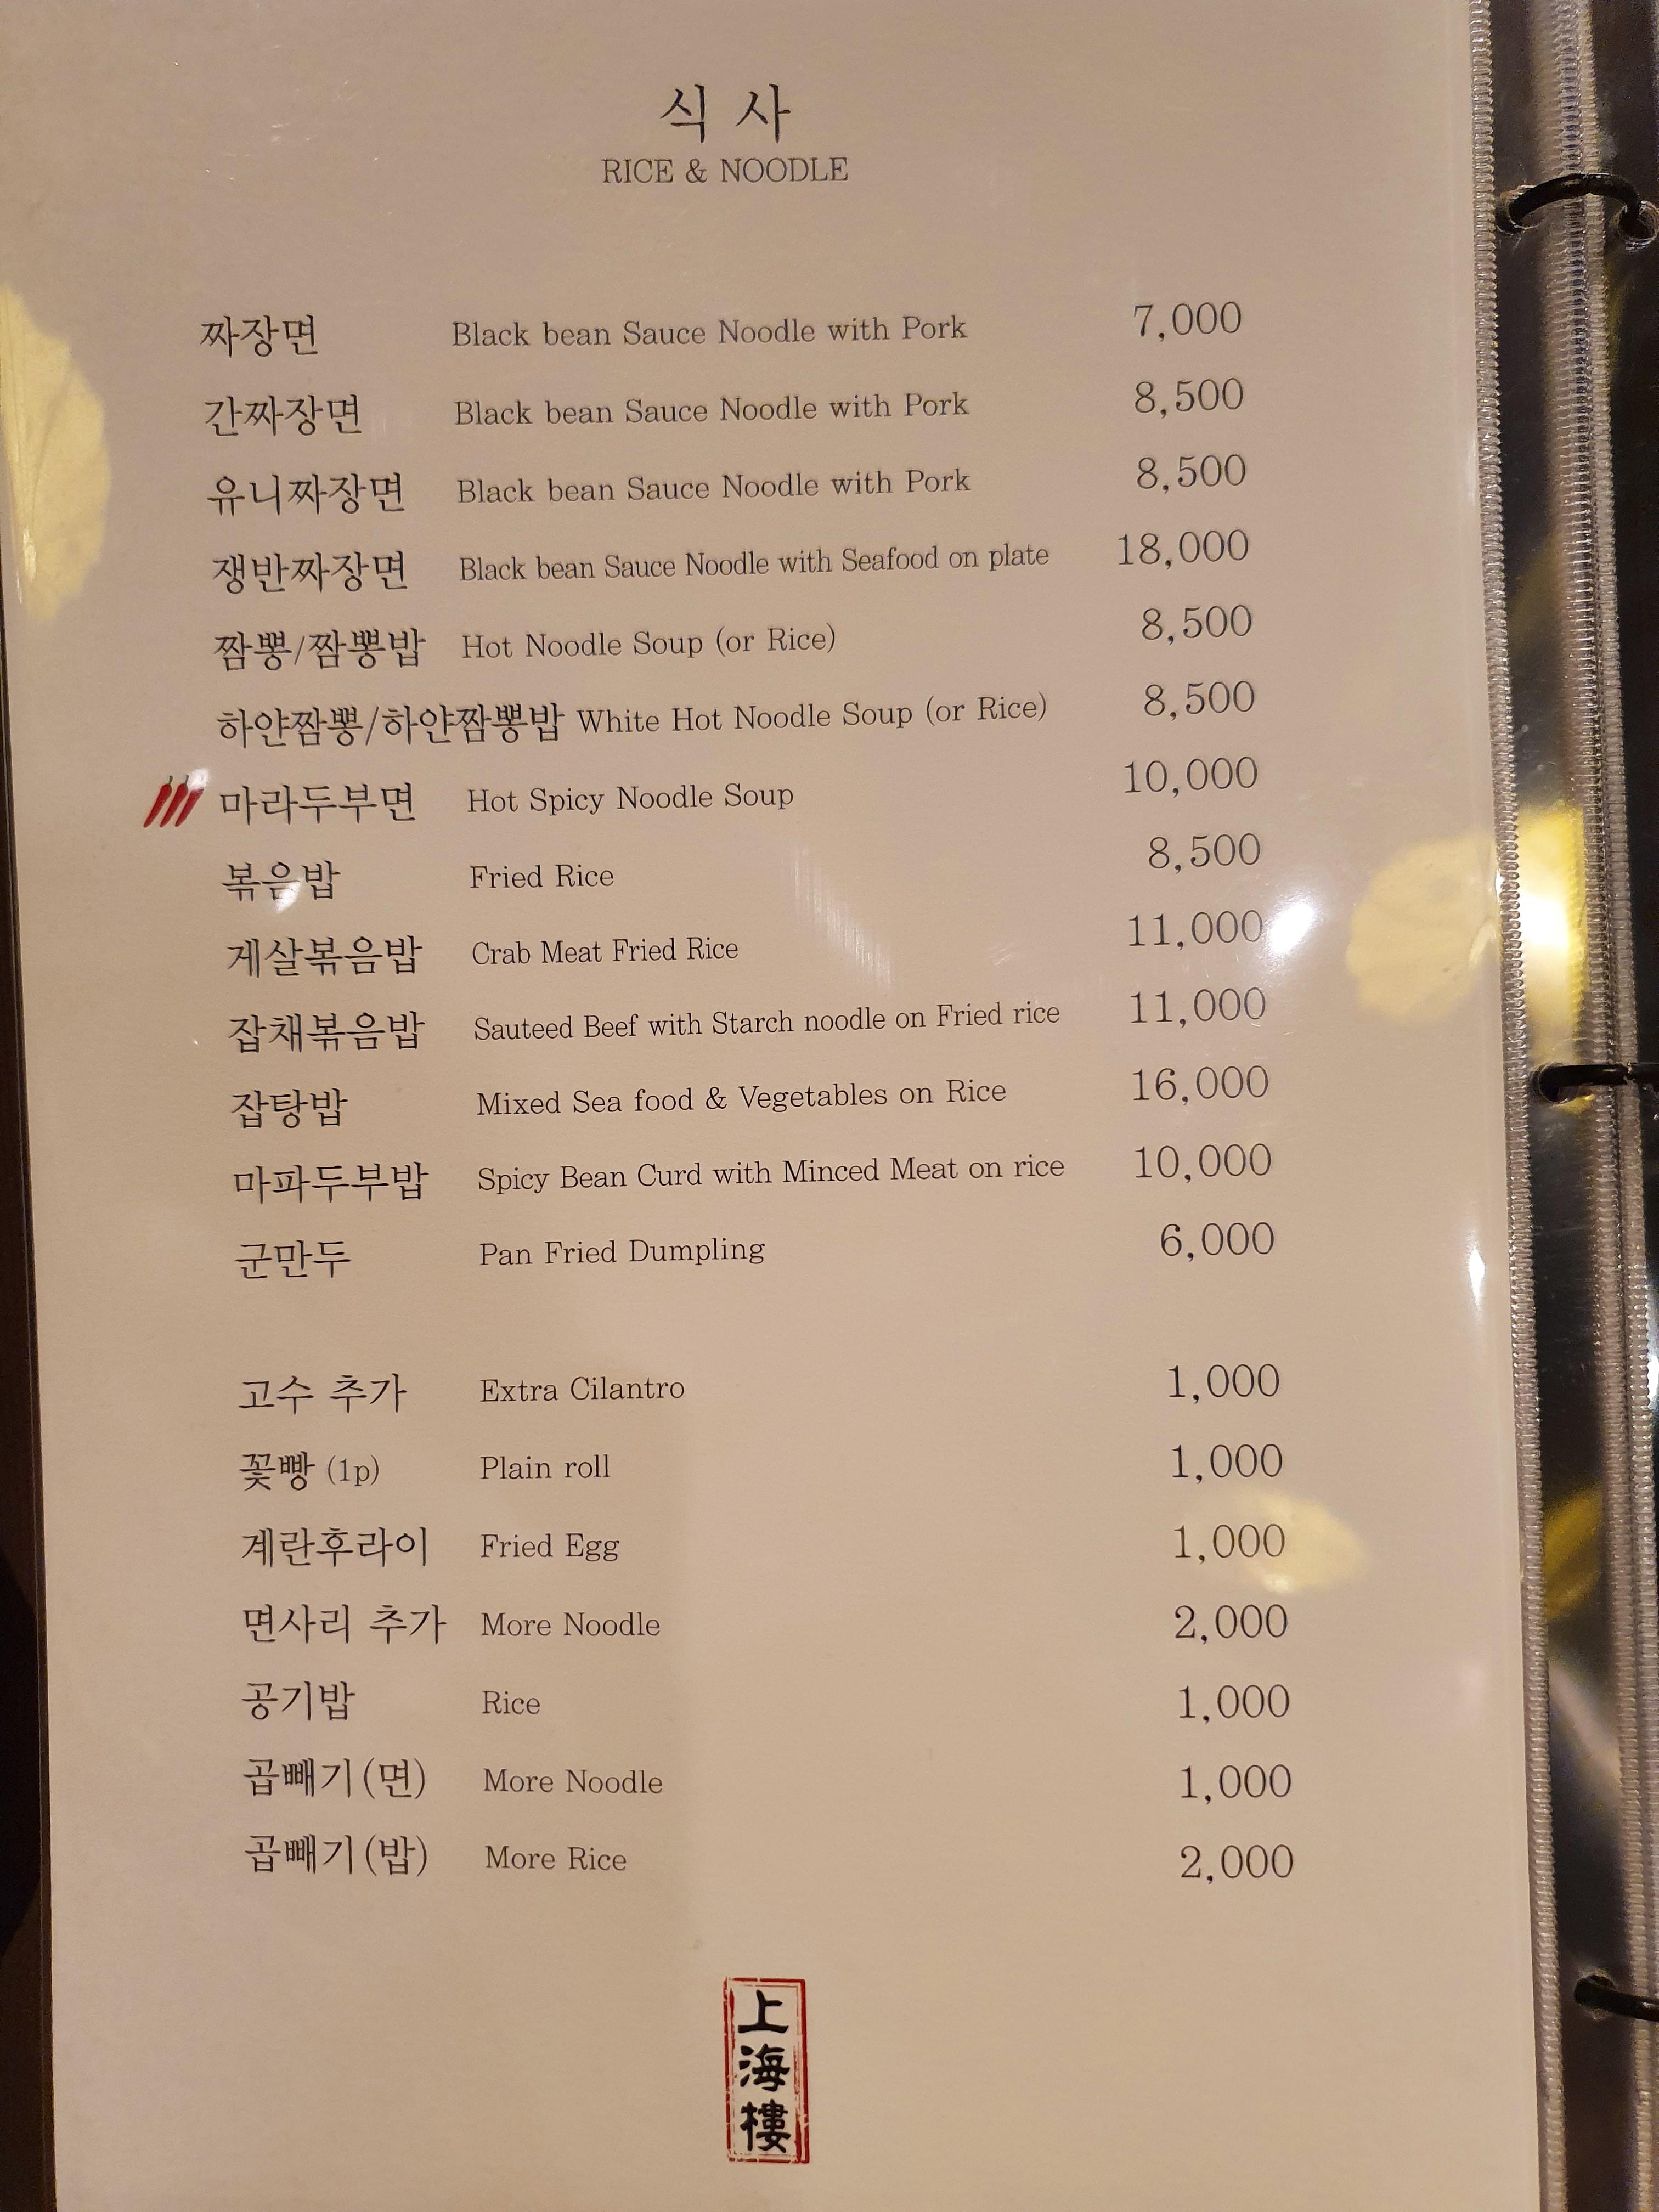 식 사
RICE & NOODLE
짜장면 Black bean Sauce Noodle with Pork 7,000
간짜장면 Black bean Sauce Noodle with Pork 8,500
유니짜장면 Black bean Sauce Noodle with Pork 8,500
쟁반짜장면 Black bean Sauce Noodle with Seafood on plate 18,000
짬뽕/짬뽕밥 Hot Noodle Soup (or Rice) 8,500
하얀짬뽕/하얀짬뽕밥 White Hot Noodle Soup (or Rice) 8,500
마라두부면 Hot Spicy Noodle Soup 10,000
볶음밥 Fried Rice 8,500
게살볶음밥 Crab Meat Fried Rice 11,000
잡채볶음밥 Sauteed Beef with Starch noodle on Fried rice 11,000
잡탕밥 Mixed Sea food & Vegetables on Rice 16,000
마파두부밥 Spicy Bean Curd with Minced Meat on rice 10,000
군만두 Pan Fried Dumpling 6,000
고수 추가 Extra Cilantro 1,000
꽃빵 (1p) Plain roll 1,000
계란후라이 Fried Egg 1,000
면사리 추가 More Noodle 2,000
공기밥 Rice 1,000
곱빼기(면) More Noodle 1,000
곱빼기(밥) More Rice 2,000
上海樓